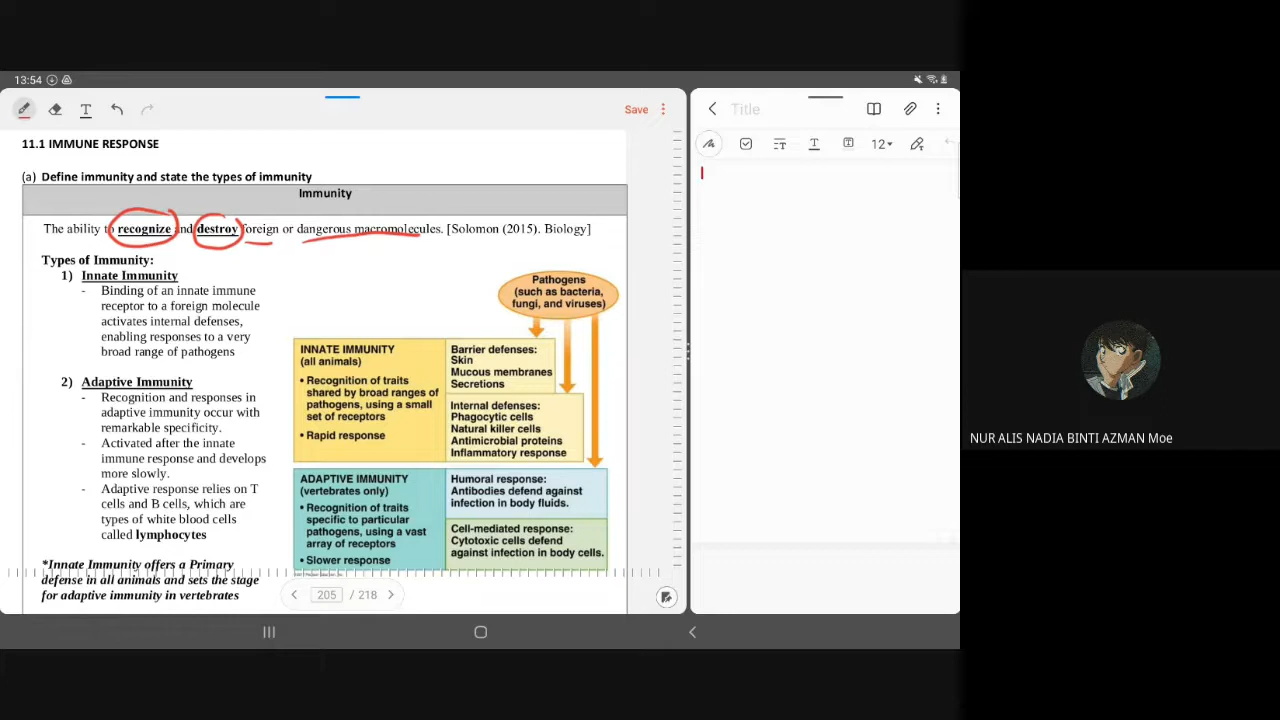 13:54
Save
Title
12
11.1 IMMUNE RESPONSE
(a) Define immunity and state the types of immunity
Immunity
The ability to recognize and destroy foreign or dangerous macromolecules. [Solomon (2015). Biology]
Types of Immunity:
1) Innate Immunity
- Binding of an innate immune
receptor to a foreign molecule
activates internal defenses,
enabling responses to a very
broad range of pathogens
2) Adaptive Immunity
- Recognition and responses in
adaptive immunity occur with
remarkable specificity.
- Activated after the innate
immune response and develops
more slowly.
- Adaptive response relies on T
cells and B cells, which are
types of white blood cells
called lymphocytes
*Innate Immunity offers a Primary
defense in all animals and sets the stage
for adaptive immunity in vertebrates
Pathogens
(such as bacteria,
fungi, and viruses)
INNATE IMMUNITY
(all animals)
• Recognition of traits
shared by broad ranges of
pathogens, using a small
set of receptors
• Rapid response
Barrier defenses:
Skin
Mucous membranes
Secretions
Internal defenses:
Phagocytic cells
Natural killer cells
Antimicrobial proteins
Inflammatory response
ADAPTIVE IMMUNITY
(vertebrates only)
• Recognition of traits
specific to particular
pathogens, using a vast
array of receptors
• Slower response
Humoral response:
Antibodies defend against
infection in body fluids.
Cell-mediated response:
Cytotoxic cells defend
against infection in body cells.
205 / 218
NUR ALIS NADIA BINTI AZMAN Moe